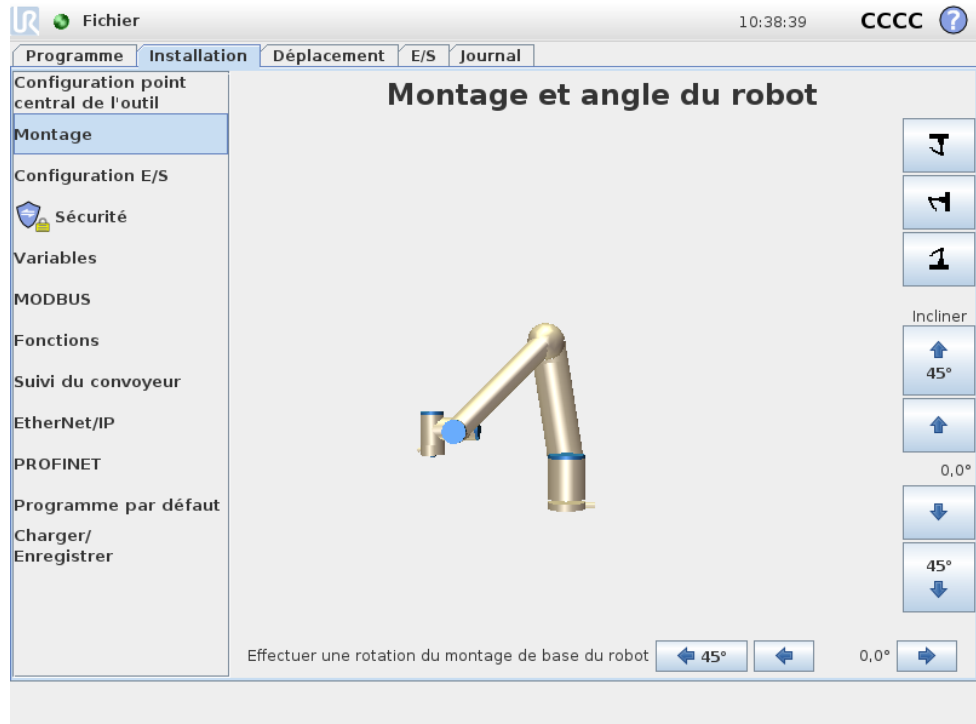 UR Fichier 10:38:39 CCCC ?
Programme Installation Déplacement E/S Journal
Configuration point
central de l'outil
Montage
Configuration E/S
Sécurité
Variables
MODBUS
Fonctions
Suivi du convoyeur
EtherNet/IP
PROFINET
Programme par défaut
Charger/
Enregistrer
Montage et angle du robot
Incliner
45°
0,0°
45°
Effectuer une rotation du montage de base du robot 45° 0,0°